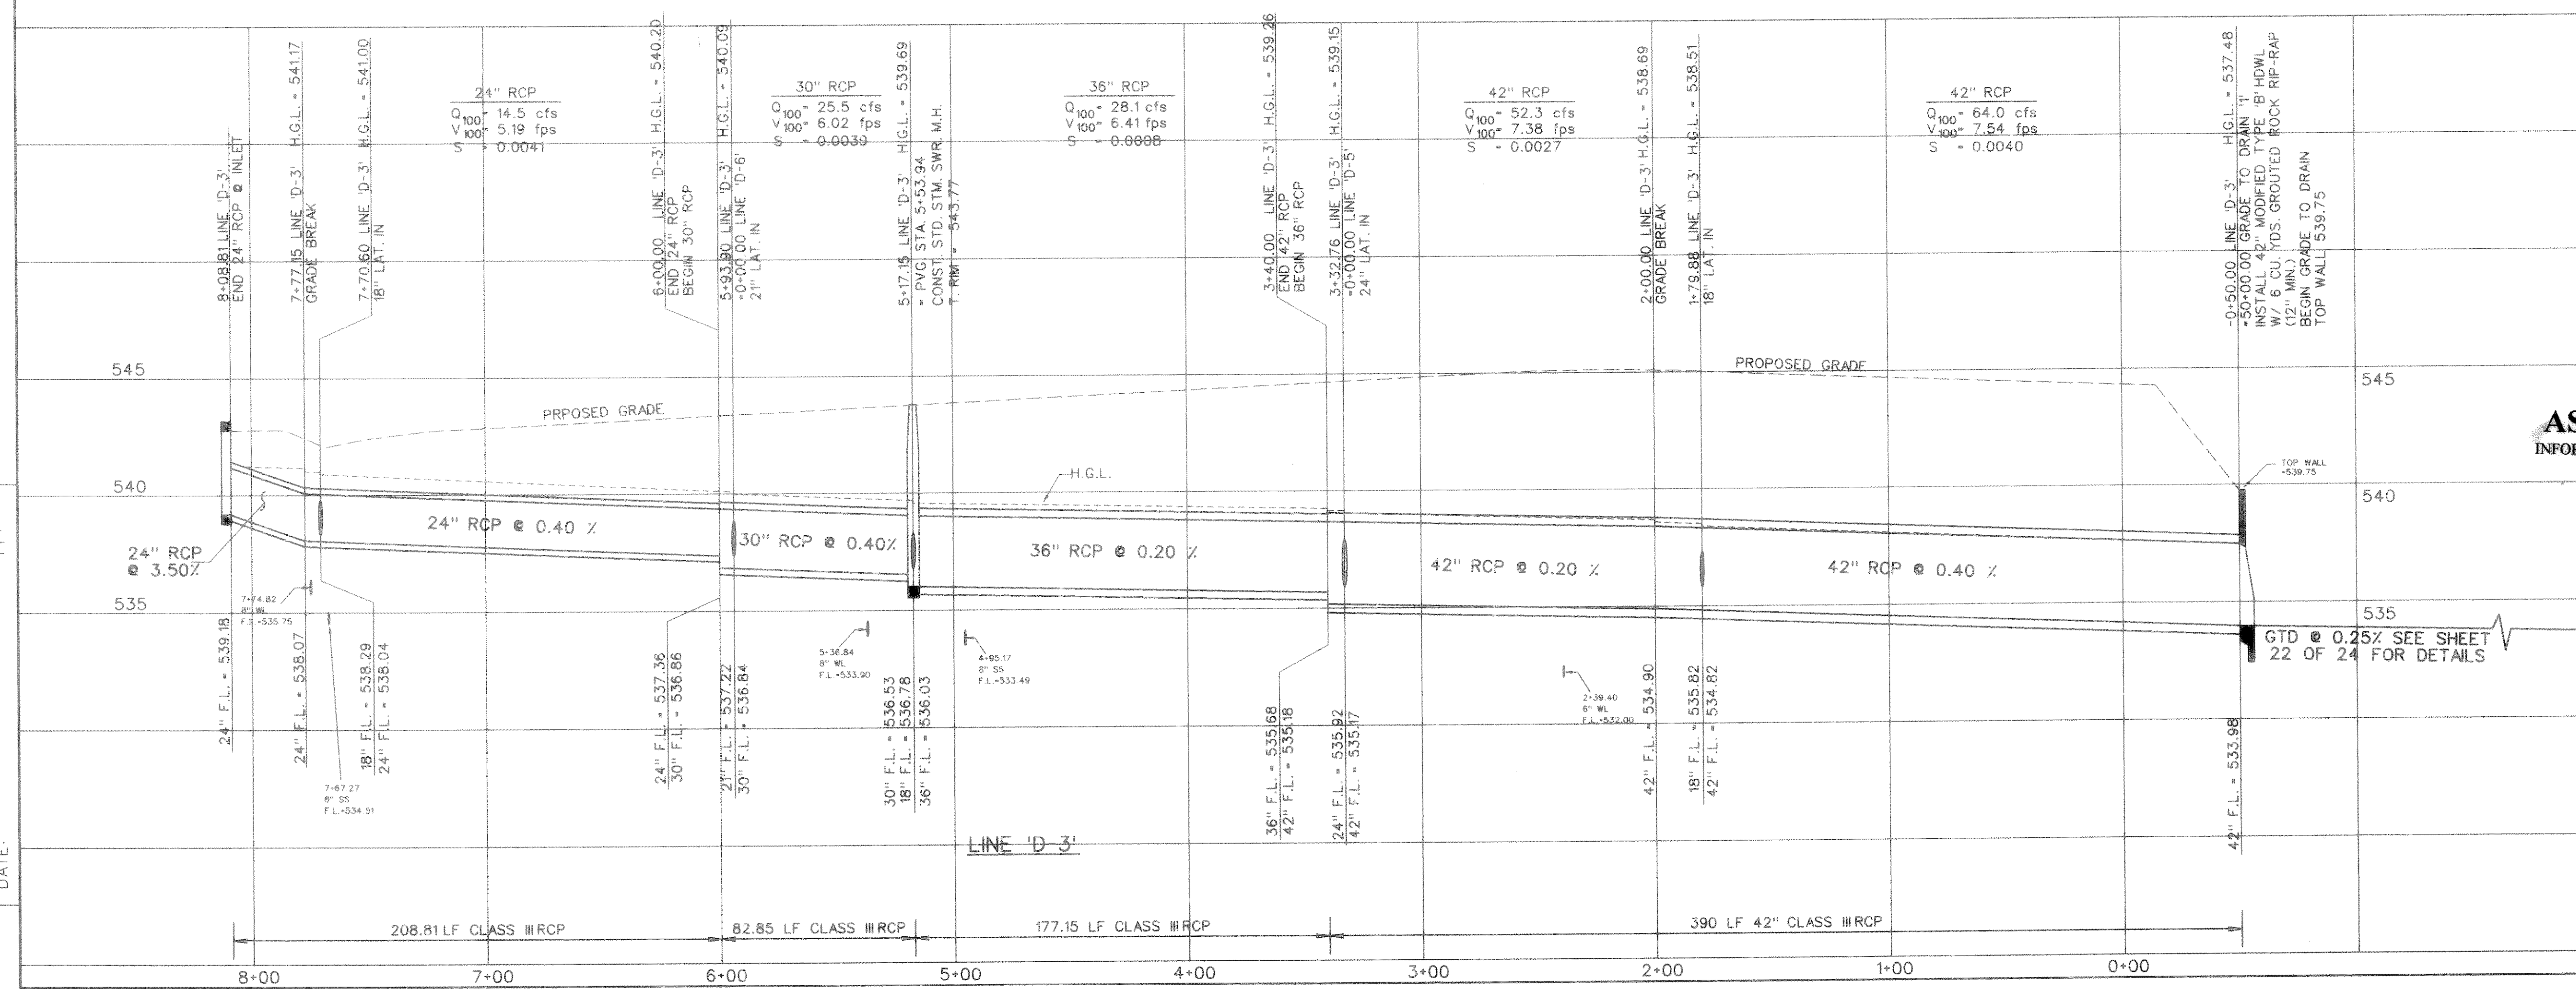 8+08.81 LINE 'D-3'
END 24" RCP @ INLET
7+77.15 LINE 'D-3' H.G.L. = 541.17
GRADE BREAK
7+70.60 LINE 'D-3' H.G.L. = 541.00
18" LAT. IN
24" RCP
Q100= 14.5 cfs
V100= 5.19 fps
S = 0.0041
6+00.00 LINE 'D-3' H.G.L. = 540.20
END 24" RCP
BEGIN 30" RCP
5+93.90 LINE 'D-3' H.G.L. = 540.09
=0+00.00 LINE 'D-6'
21" LAT. IN
30" RCP
Q100= 25.5 cfs
V100= 6.02 fps
S = 0.0039
5+17.15 LINE 'D-3' H.G.L. = 539.69
= PVG. STA. 5+53.94
CONST. STD. STM. SWR. M.H.
T. RIM = 543.77
36" RCP
Q100= 28.1 cfs
V100= 6.41 fps
S = 0.0008
3+40.00 LINE 'D-3' H.G.L. = 539.26
END 42" RCP
BEGIN 36" RCP
3+32.76 LINE 'D-3' H.G.L. = 539.15
=0+00.00 LINE 'D-5'
24" LAT. IN
42" RCP
Q100= 52.3 cfs
V100= 7.38 fps
S = 0.0027
2+00.00 LINE 'D-3' H.G.L. = 538.69
GRADE BREAK
1+79.88 LINE 'D-3' H.G.L. = 538.51
18" LAT. IN
42" RCP
Q100= 64.0 cfs
V100= 7.54 fps
S = 0.0040
-0+50.00 LINE 'D-3' H.G.L. = 537.48
=50+00.00 GRADE TO DRAIN '1'
INSTALL 42" MODIFIED TYPE 'B' HDWL
W/ 6 CU. YDS. GROUTED ROCK RIP-RAP
(12" MIN.)
BEGIN GRADE TO DRAIN
TOP WALL 539.75
545
PRPOSED GRADE
PROPOSED GRADE
545
AS
INFOR
TOP WALL
=539.75
540
H.G.L.
540
24" RCP
@ 3.50%
24" RCP @ 0.40 %
30" RCP @ 0.40%
36" RCP @ 0.20 %
42" RCP @ 0.20 %
42" RCP @ 0.40 %
535
535
7+74.82
8" WL
F.L.=535.75
7+67.27
6" SS
F.L.=534.51
5+36.84
8" WL
F.L.=533.90
4+95.17
8" SS
F.L.=533.49
2+39.40
6" WL
F.L.=532.00
GTD @ 0.25% SEE SHEET
22 OF 24 FOR DETAILS
24" F.L. = 539.18
24" F.L. = 538.07
18" F.L. = 538.29
24" F.L. = 538.04
24" F.L. = 537.36
30" F.L. = 536.86
21" F.L. = 537.22
30" F.L. = 536.84
30" F.L. = 536.53
18" F.L. = 536.78
36" F.L. = 536.03
36" F.L. = 535.68
42" F.L. = 535.18
24" F.L. = 535.92
42" F.L. = 535.17
42" F.L. = 534.90
18" F.L. = 535.82
42" F.L. = 534.82
42" F.L. = 533.98
LINE 'D-3'
DATE:
208.81 LF CLASS III RCP
82.85 LF CLASS III RCP
177.15 LF CLASS III RCP
390 LF 42" CLASS III RCP
8+00
7+00
6+00
5+00
4+00
3+00
2+00
1+00
0+00